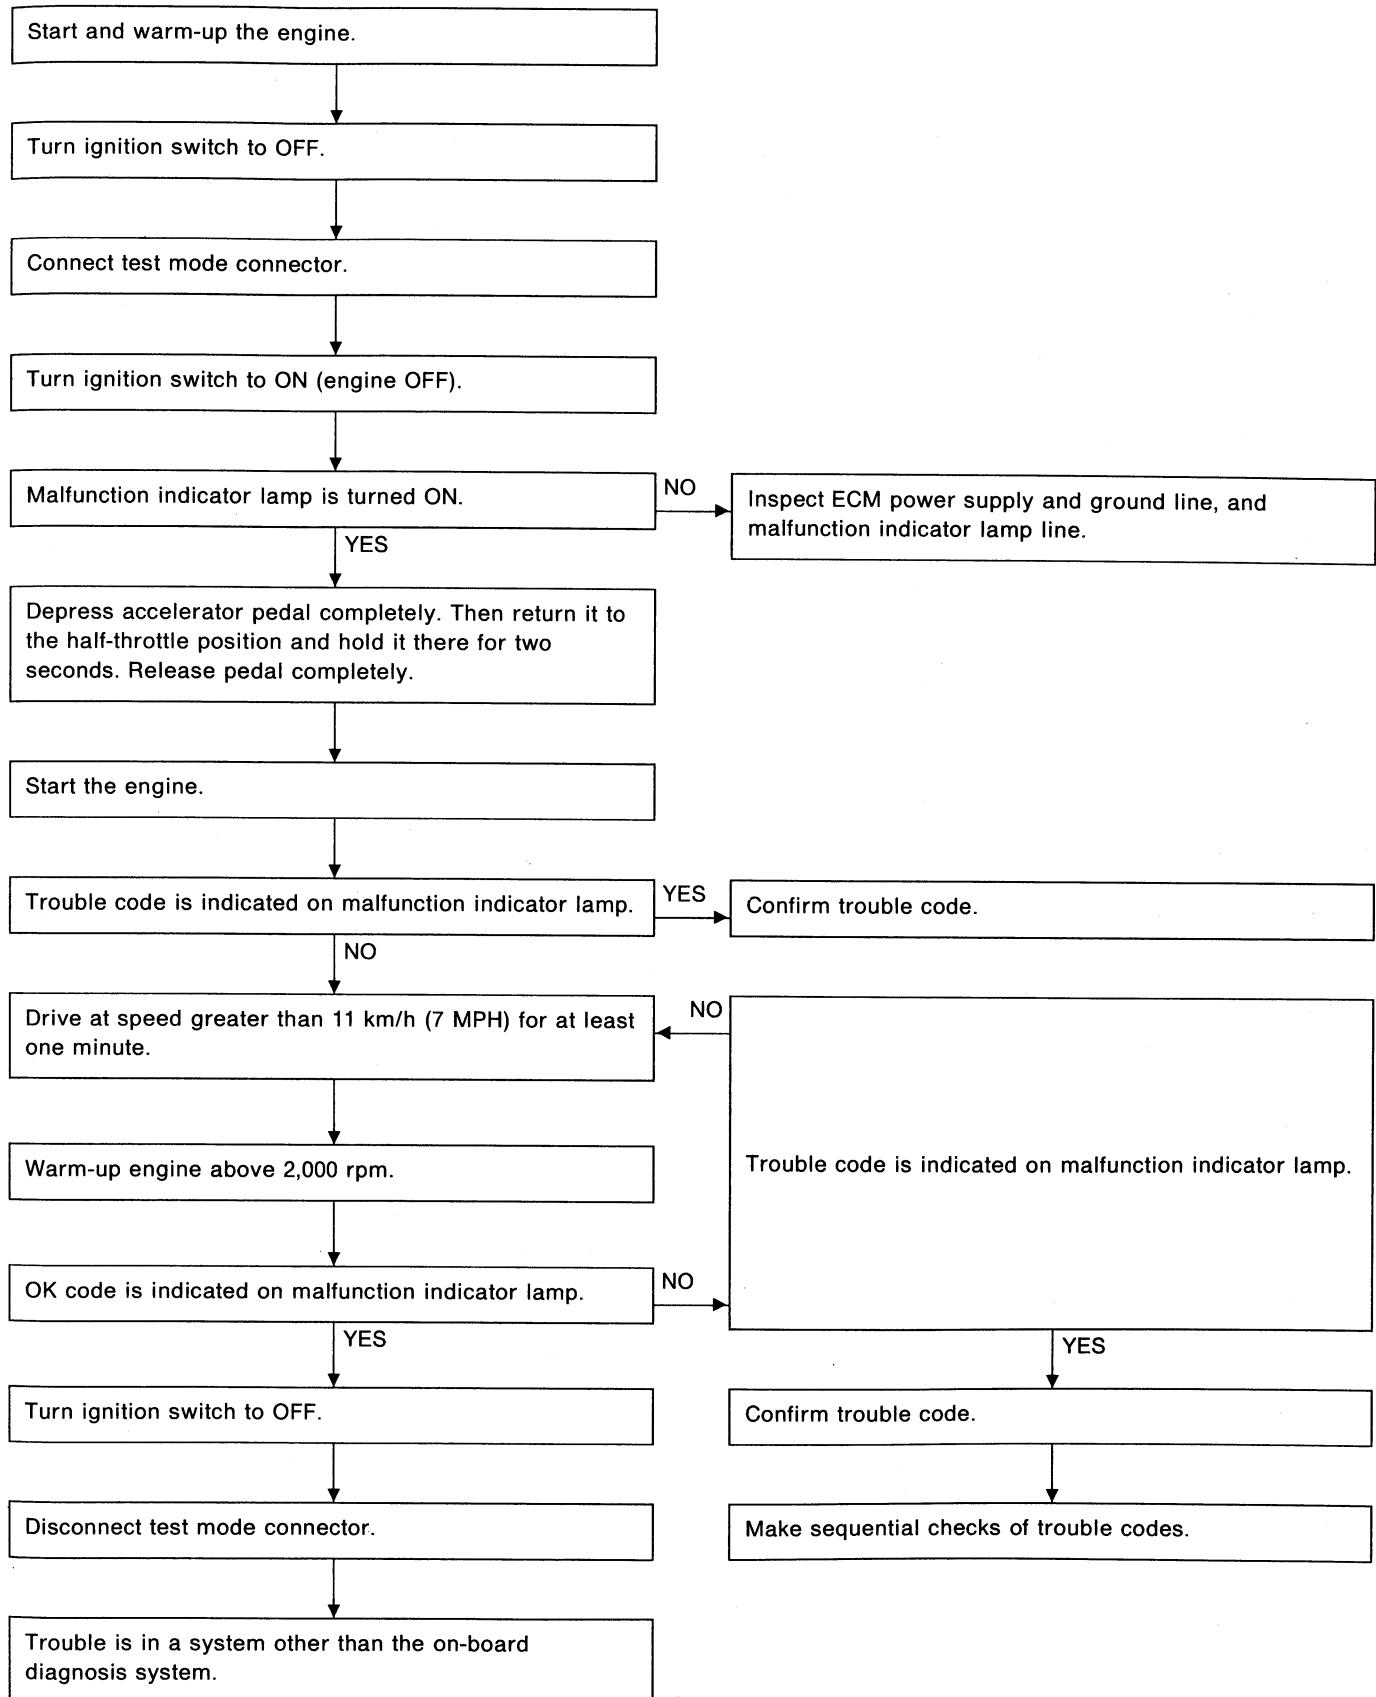 Start and warm-up the engine.
Turn ignition switch to OFF.
Connect test mode connector.
Turn ignition switch to ON (engine OFF).
Malfunction indicator lamp is turned ON.
NO
Inspect ECM power supply and ground line, and
malfunction indicator lamp line.
YES
Depress accelerator pedal completely. Then return it to
the half-throttle position and hold it there for two
seconds. Release pedal completely.
Start the engine.
Trouble code is indicated on malfunction indicator lamp.
YES
Confirm trouble code.
NO
Drive at speed greater than 11 km/h (7 MPH) for at least
one minute.
NO
Warm-up engine above 2,000 rpm.
Trouble code is indicated on malfunction indicator lamp.
OK code is indicated on malfunction indicator lamp.
NO
YES
YES
Turn ignition switch to OFF.
Confirm trouble code.
Disconnect test mode connector.
Make sequential checks of trouble codes.
Trouble is in a system other than the on-board
diagnosis system.